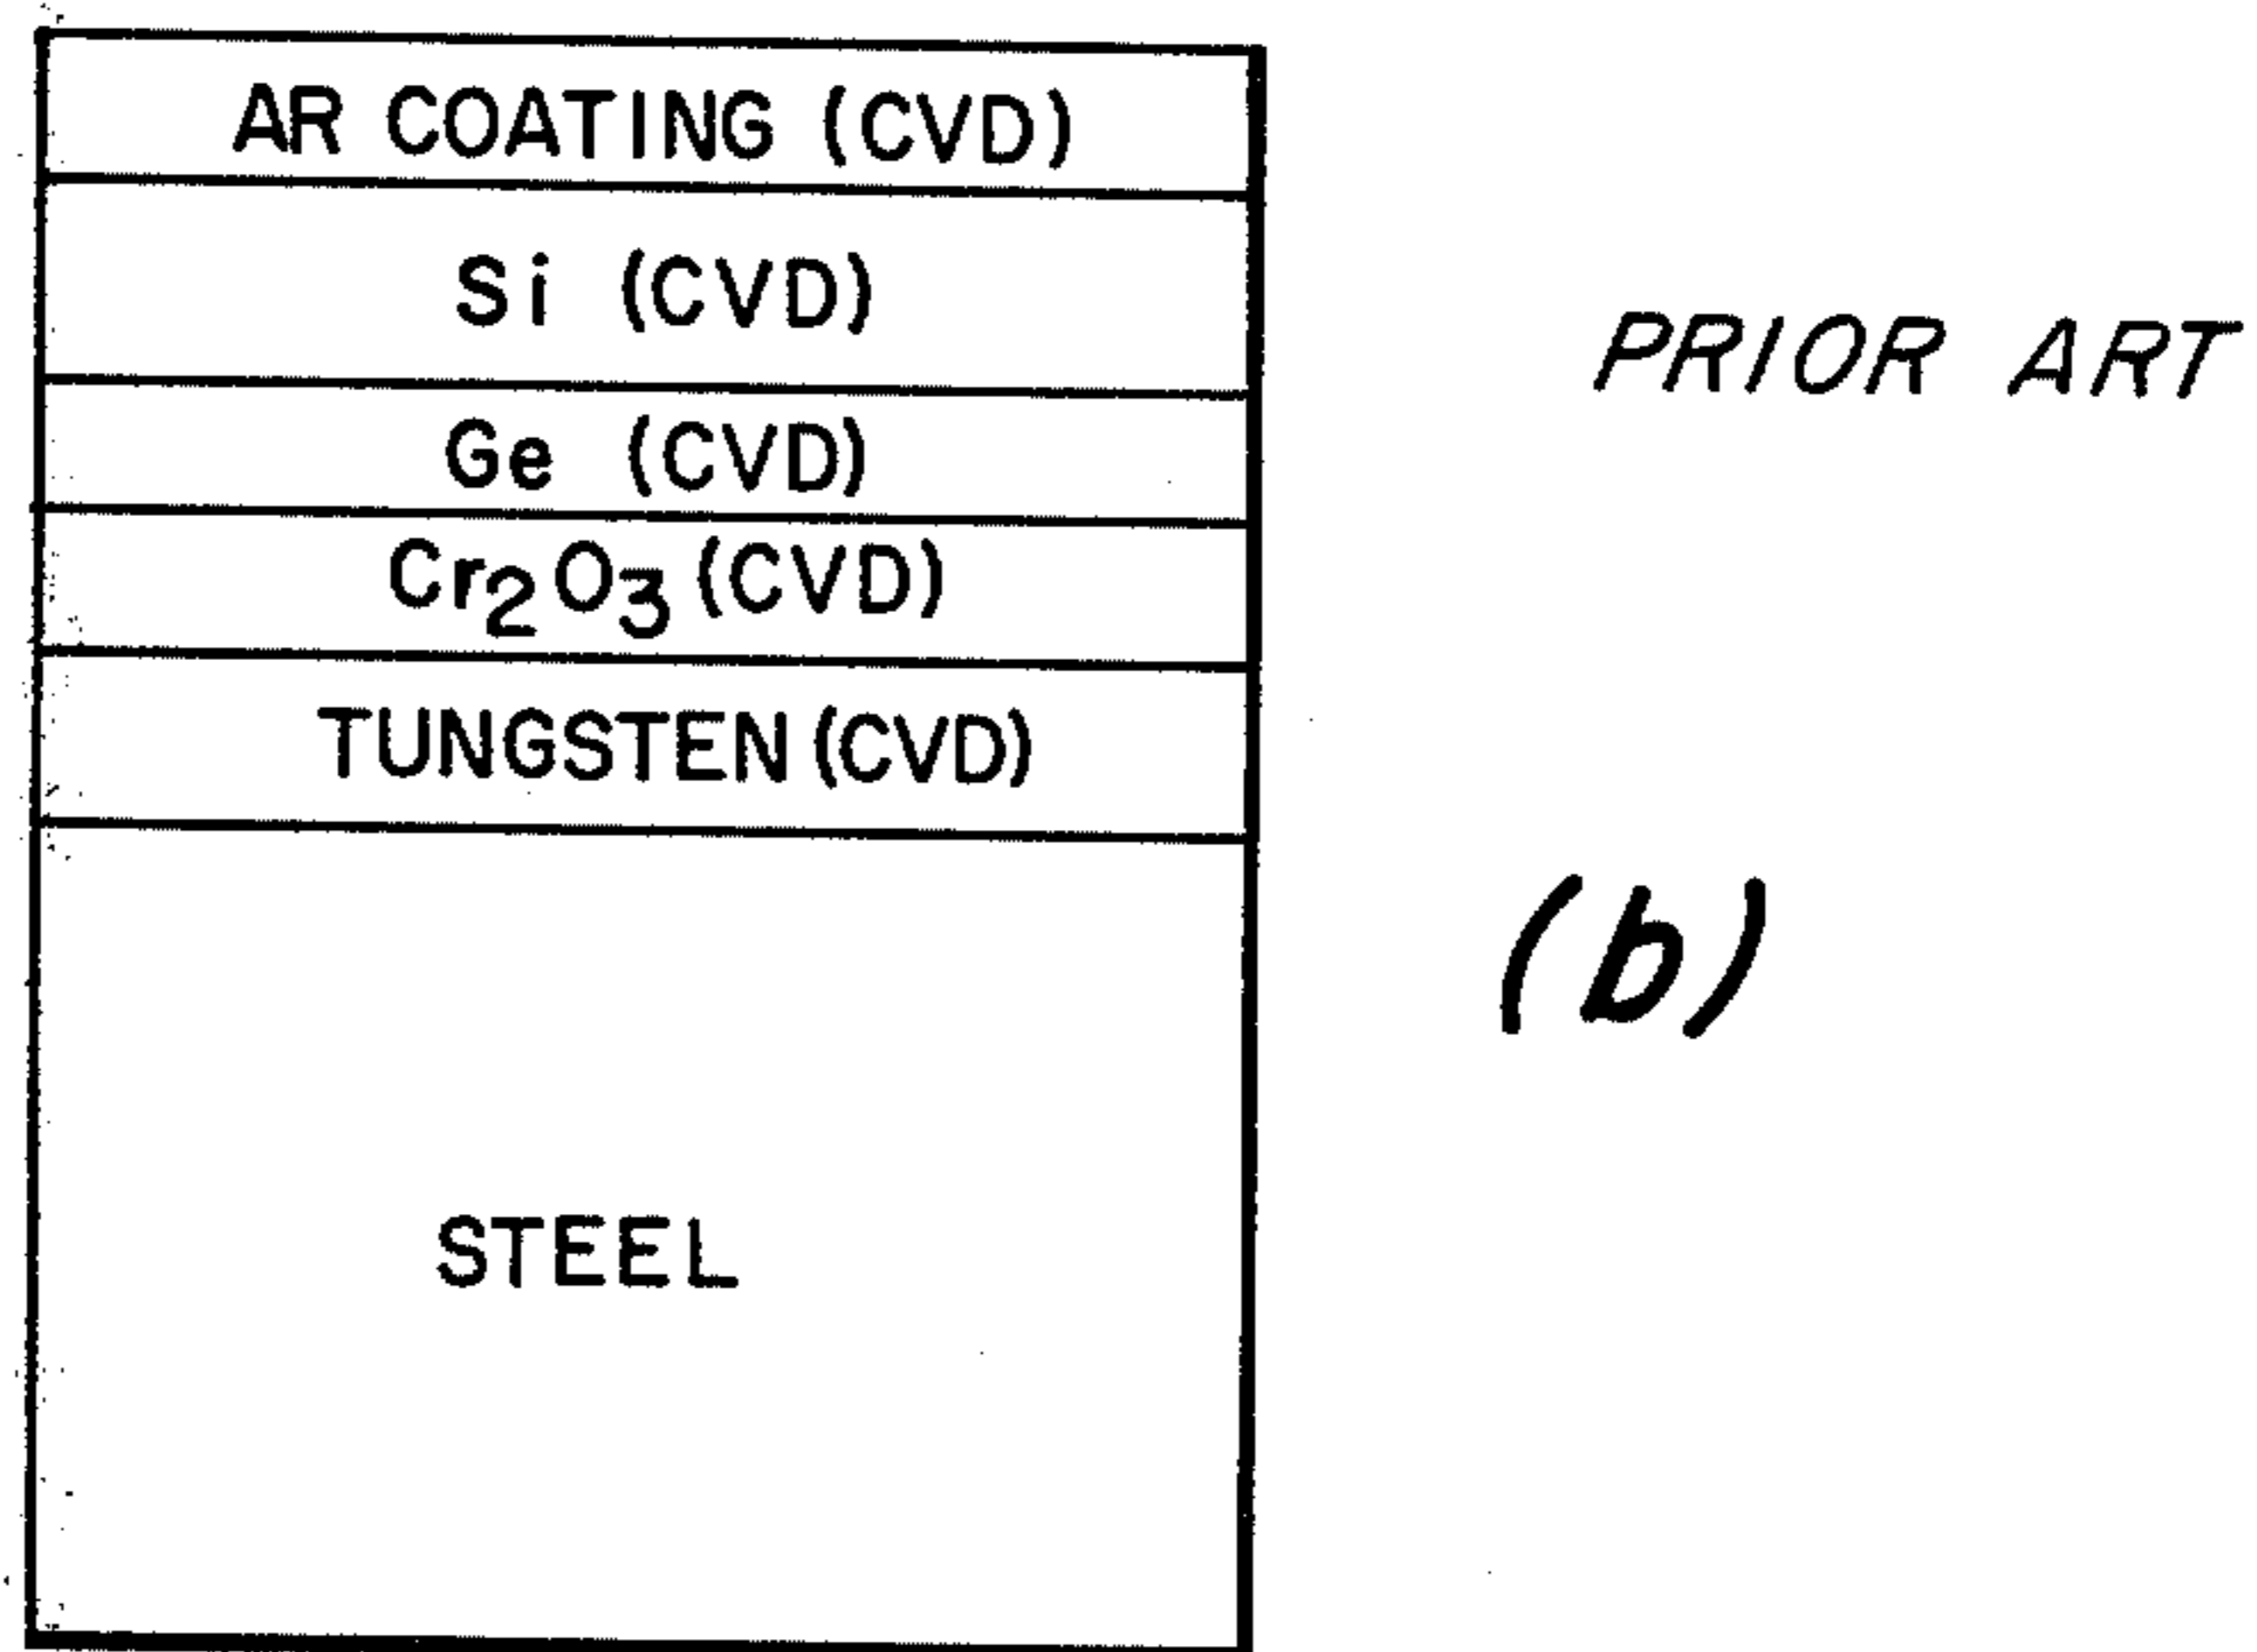 AR COATING (CVD)
Si (CVD)
Ge (CVD)
Cr₂O₃ (CVD)
TUNGSTEN (CVD)
STEEL
PRIOR ART
(b)